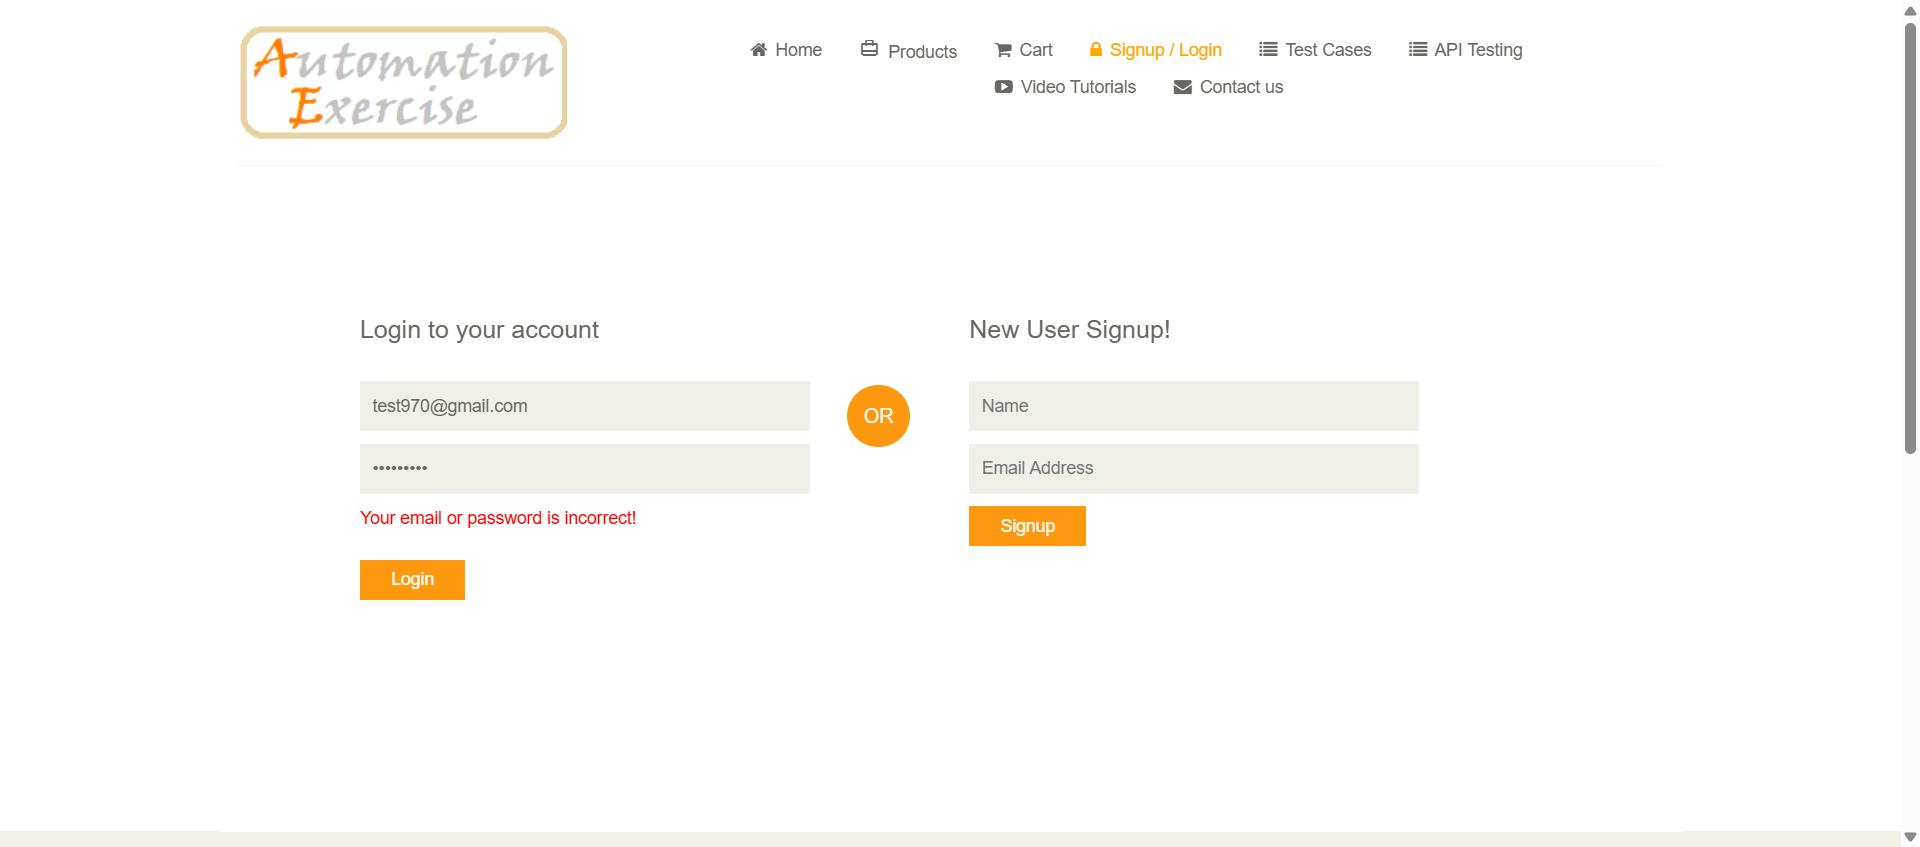 Automation
Exercise
Home
Products
Cart
Signup / Login
Test Cases
API Testing
Video Tutorials
Contact us
Login to your account
test970@gmail.com
•••••••••
Your email or password is incorrect!
Login
OR
New User Signup!
Name
Email Address
Signup